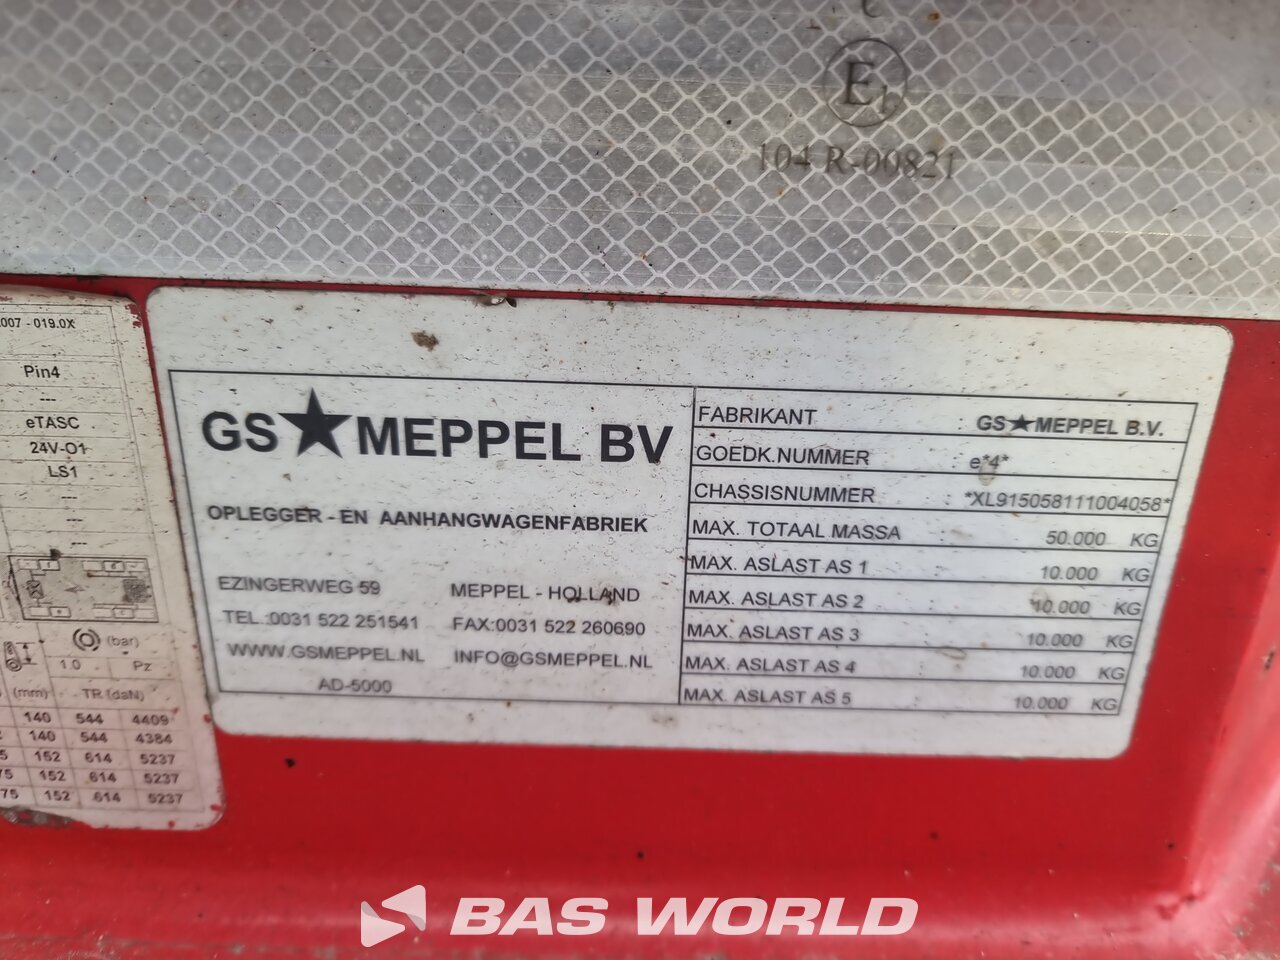 C
E1
104 R-00821
007 - 019.0X
Pin4
---
eTASC
24V-O1
LS1
---
---
---
(bar)
1.0 Pz
(mm) TR (daN)
140 544 4409
140 544 4384
5 152 614 5237
75 152 614 5237
75 152 614 5237
GS★MEPPEL BV
OPLEGGER - EN AANHANGWAGENFABRIEK
EZINGERWEG 59 MEPPEL - HOLLAND
TEL.:0031 522 251541 FAX:0031 522 260690
WWW.GSMEPPEL.NL INFO@GSMEPPEL.NL
AD-5000
FABRIKANT : GS★MEPPEL B.V.
GOEDK.NUMMER : e*4*
CHASSISNUMMER : *XL915058111004058*
MAX. TOTAAL MASSA : 50.000 KG
MAX. ASLAST AS 1 : 10.000 KG
MAX. ASLAST AS 2 : 10.000 KG
MAX. ASLAST AS 3 : 10.000 KG
MAX. ASLAST AS 4 : 10.000 KG
MAX. ASLAST AS 5 : 10.000 KG
BAS WORLD